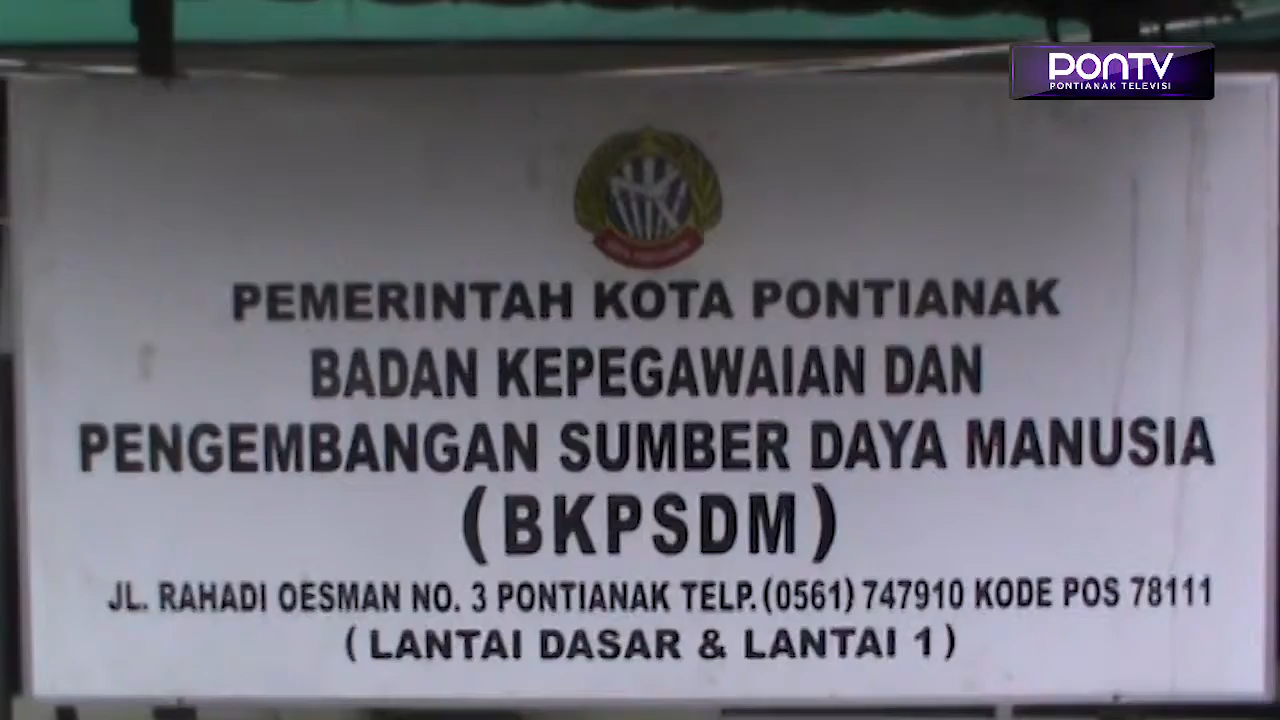 PONTV
PONTIANAK TELEVISI
PEMERINTAH KOTA PONTIANAK
BADAN KEPEGAWAIAN DAN
PENGEMBANGAN SUMBER DAYA MANUSIA
(BKPSDM)
JL. RAHADI OESMAN NO. 3 PONTIANAK TELP. (0561) 747910 KODE POS 78111
( LANTAI DASAR & LANTAI 1 )